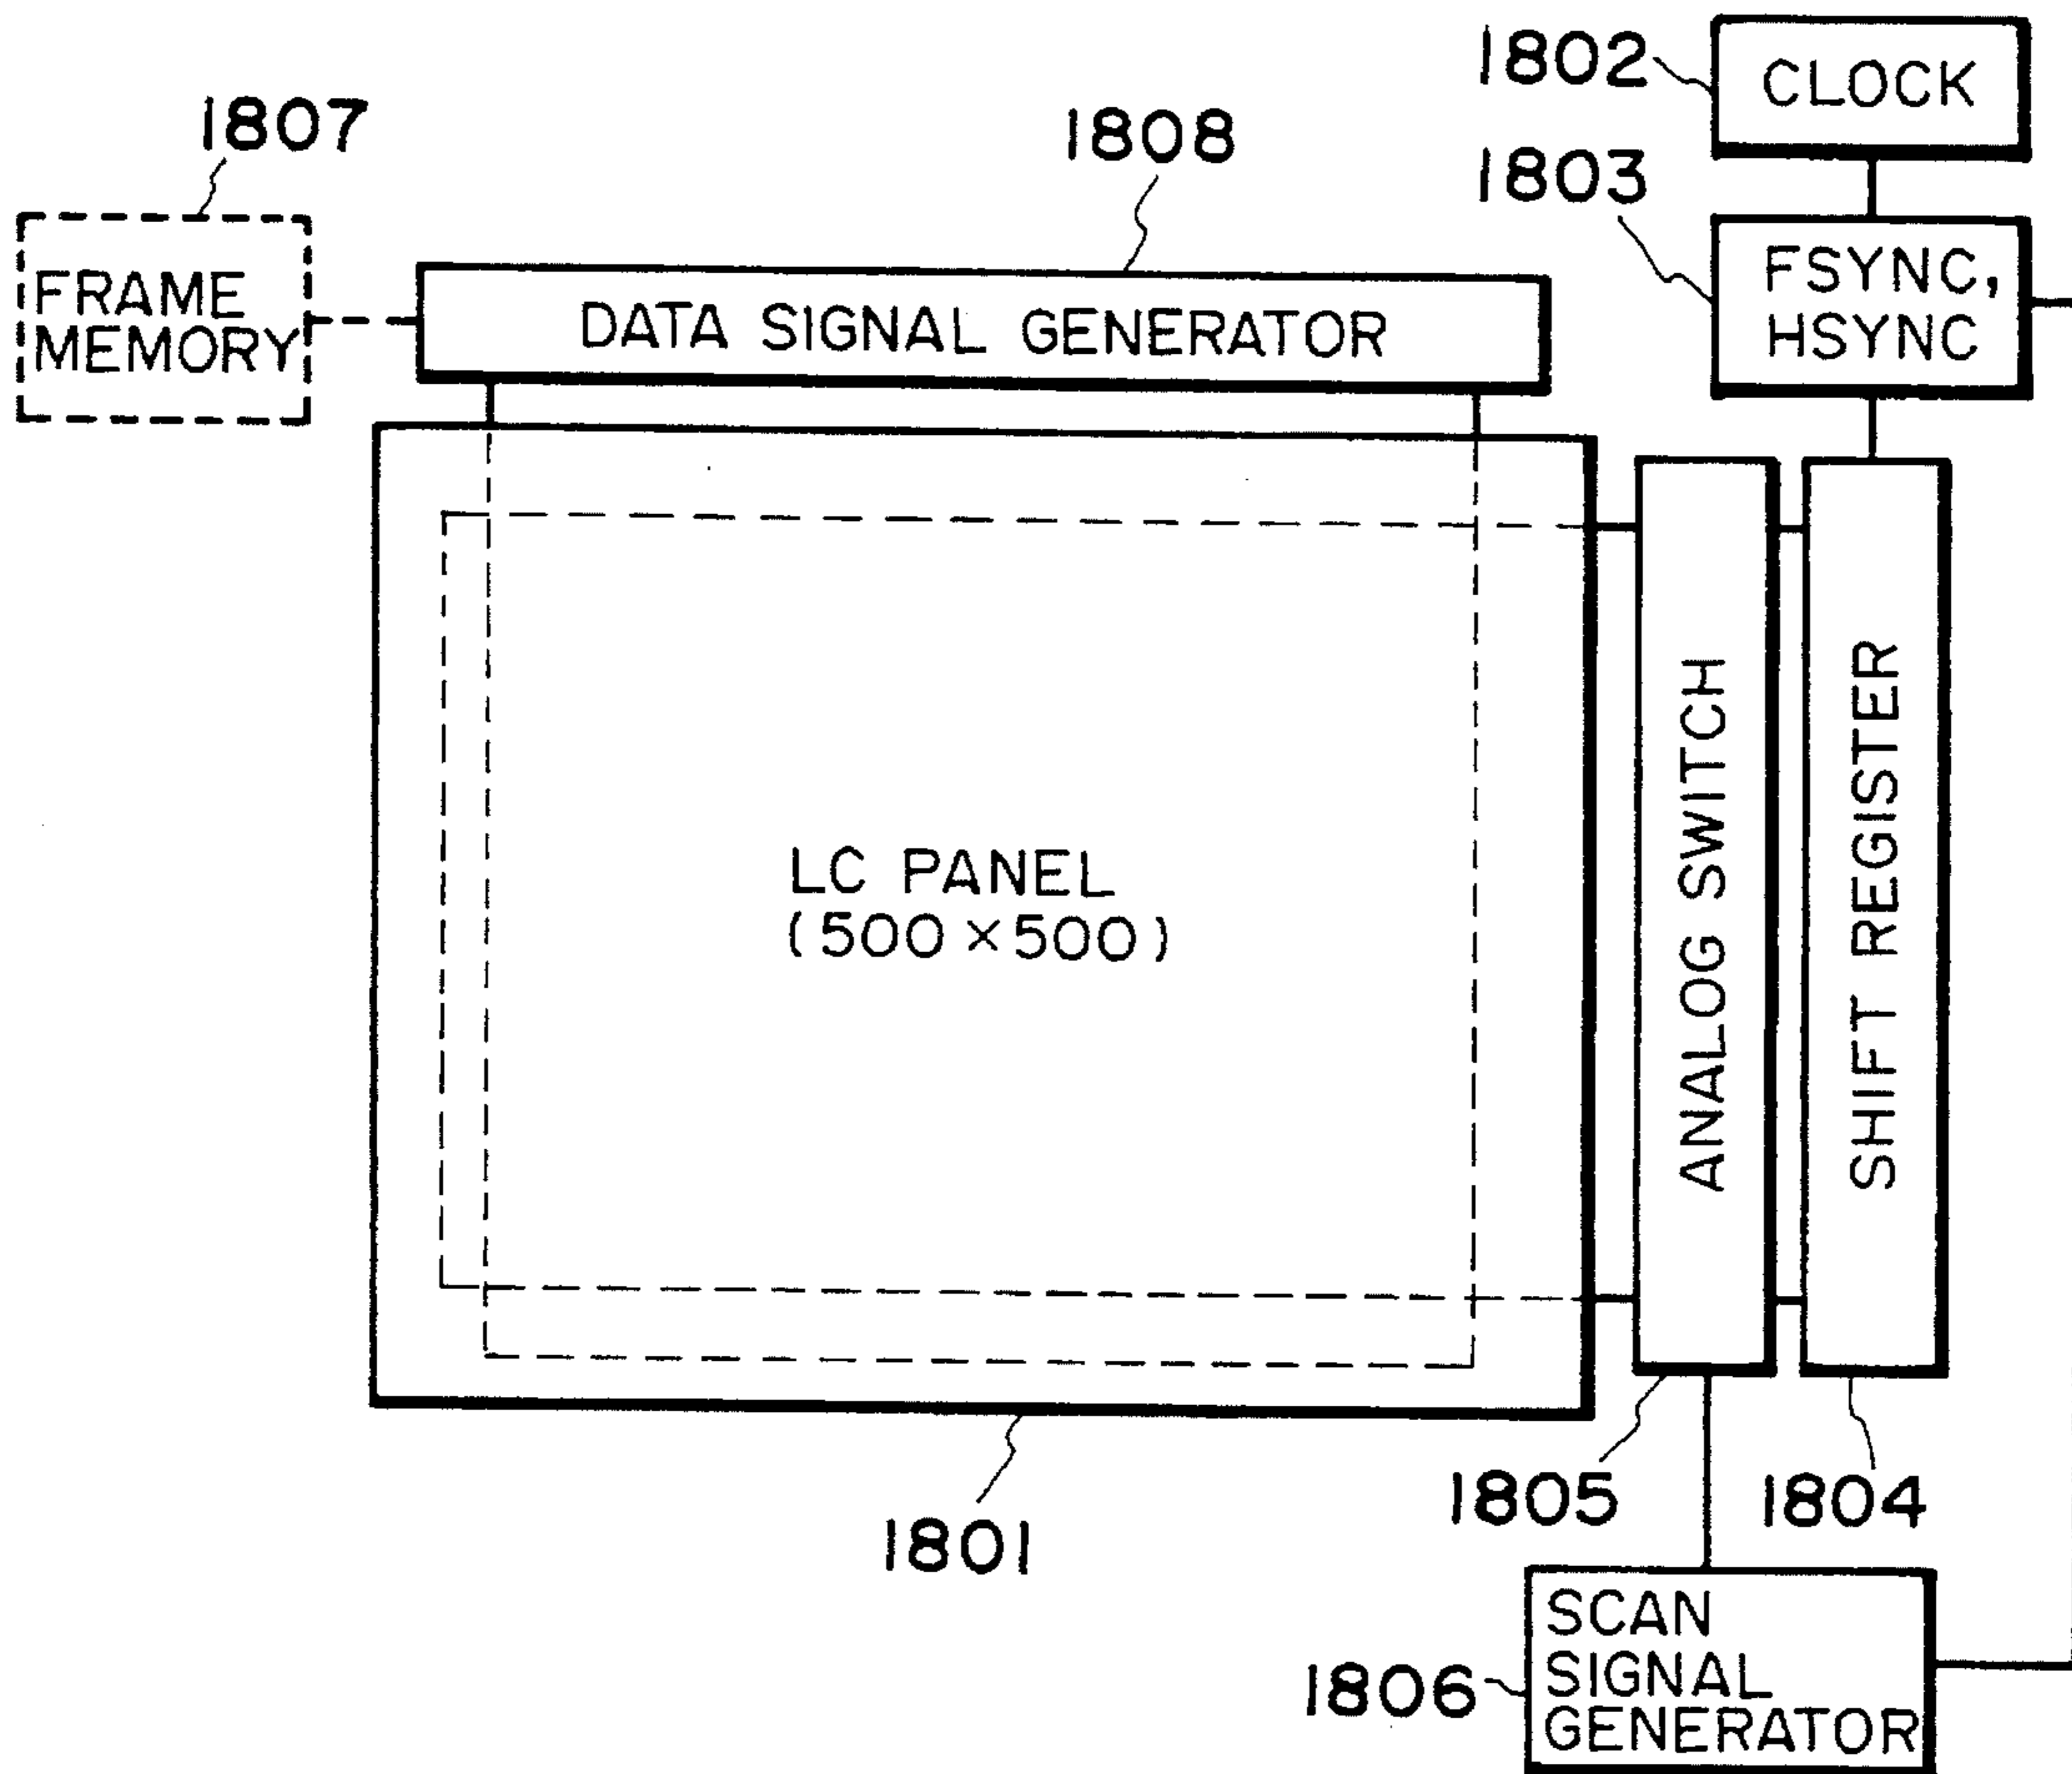 1802
CLOCK
1807
1808
1803
FRAME
MEMORY
DATA SIGNAL GENERATOR
FSYNC,
HSYNC
LC PANEL
(500×500)
ANALOG SWITCH
SHIFT REGISTER
1801
1805
1804
1806
SCAN
SIGNAL
GENERATOR